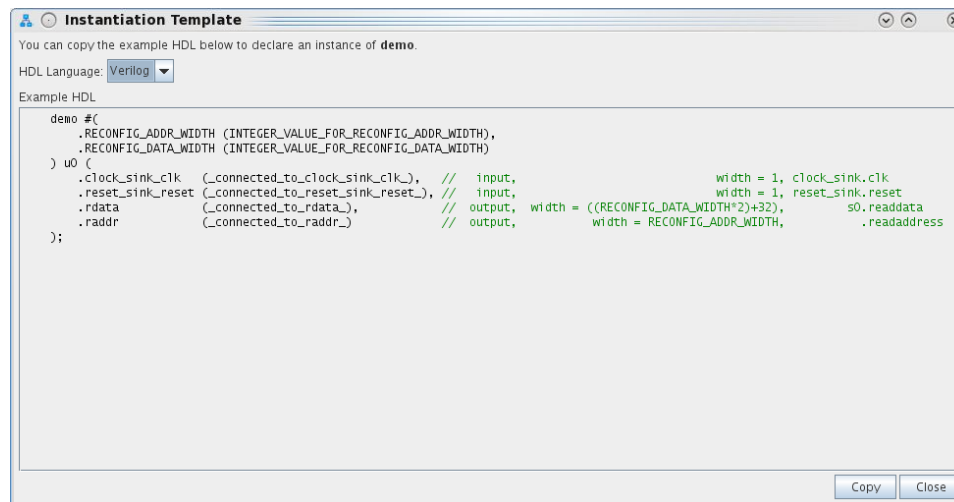 Instantiation Template
You can copy the example HDL below to declare an instance of demo.
HDL Language: Verilog
Example HDL
demo #(
.RECONFIG_ADDR_WIDTH (INTEGER_VALUE_FOR_RECONFIG_ADDR_WIDTH),
.RECONFIG_DATA_WIDTH (INTEGER_VALUE_FOR_RECONFIG_DATA_WIDTH)
) u0 (
.clock_sink_clk (_connected_to_clock_sink_clk_), // input, width = 1, clock_sink.clk
.reset_sink_reset (_connected_to_reset_sink_reset_), // input, width = 1, reset_sink.reset
.rdata (_connected_to_rdata_), // output, width = ((RECONFIG_DATA_WIDTH*2)+32), s0.readdata
.raddr (_connected_to_raddr_) // output, width = RECONFIG_ADDR_WIDTH, .readaddress
);
Copy Close